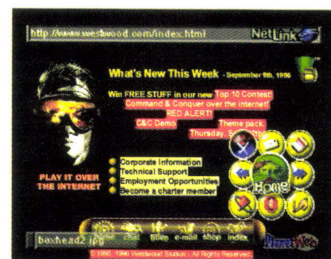 http://www.westwood.com/index.html
NetLink
What's New This Week - September 9th, 1996
Win FREE STUFF in our new Top 10 Contest!
Command & Conquer over the internet!
RED ALERT!
C&C Demo Theme pack,
Thursday,
PLAY IT OVER
THE INTERNET
Corporate Information
Technical Support
Employment Opportunities
Become a charter member
Home
chat
e-mail shop index
boxhead2.jpg
PlanetWeb
© 1995, 1996 Westwood Studios - All Rights Reserved.